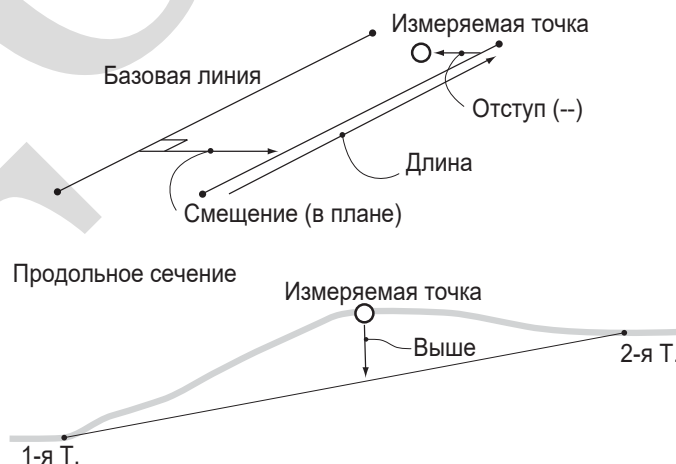 Измеряемая точка
Базовая линия
Отступ (--)
Длина
Смещение (в плане)
Продольное сечение
Измеряемая точка
Выше
2-я Т.
1-я Т.